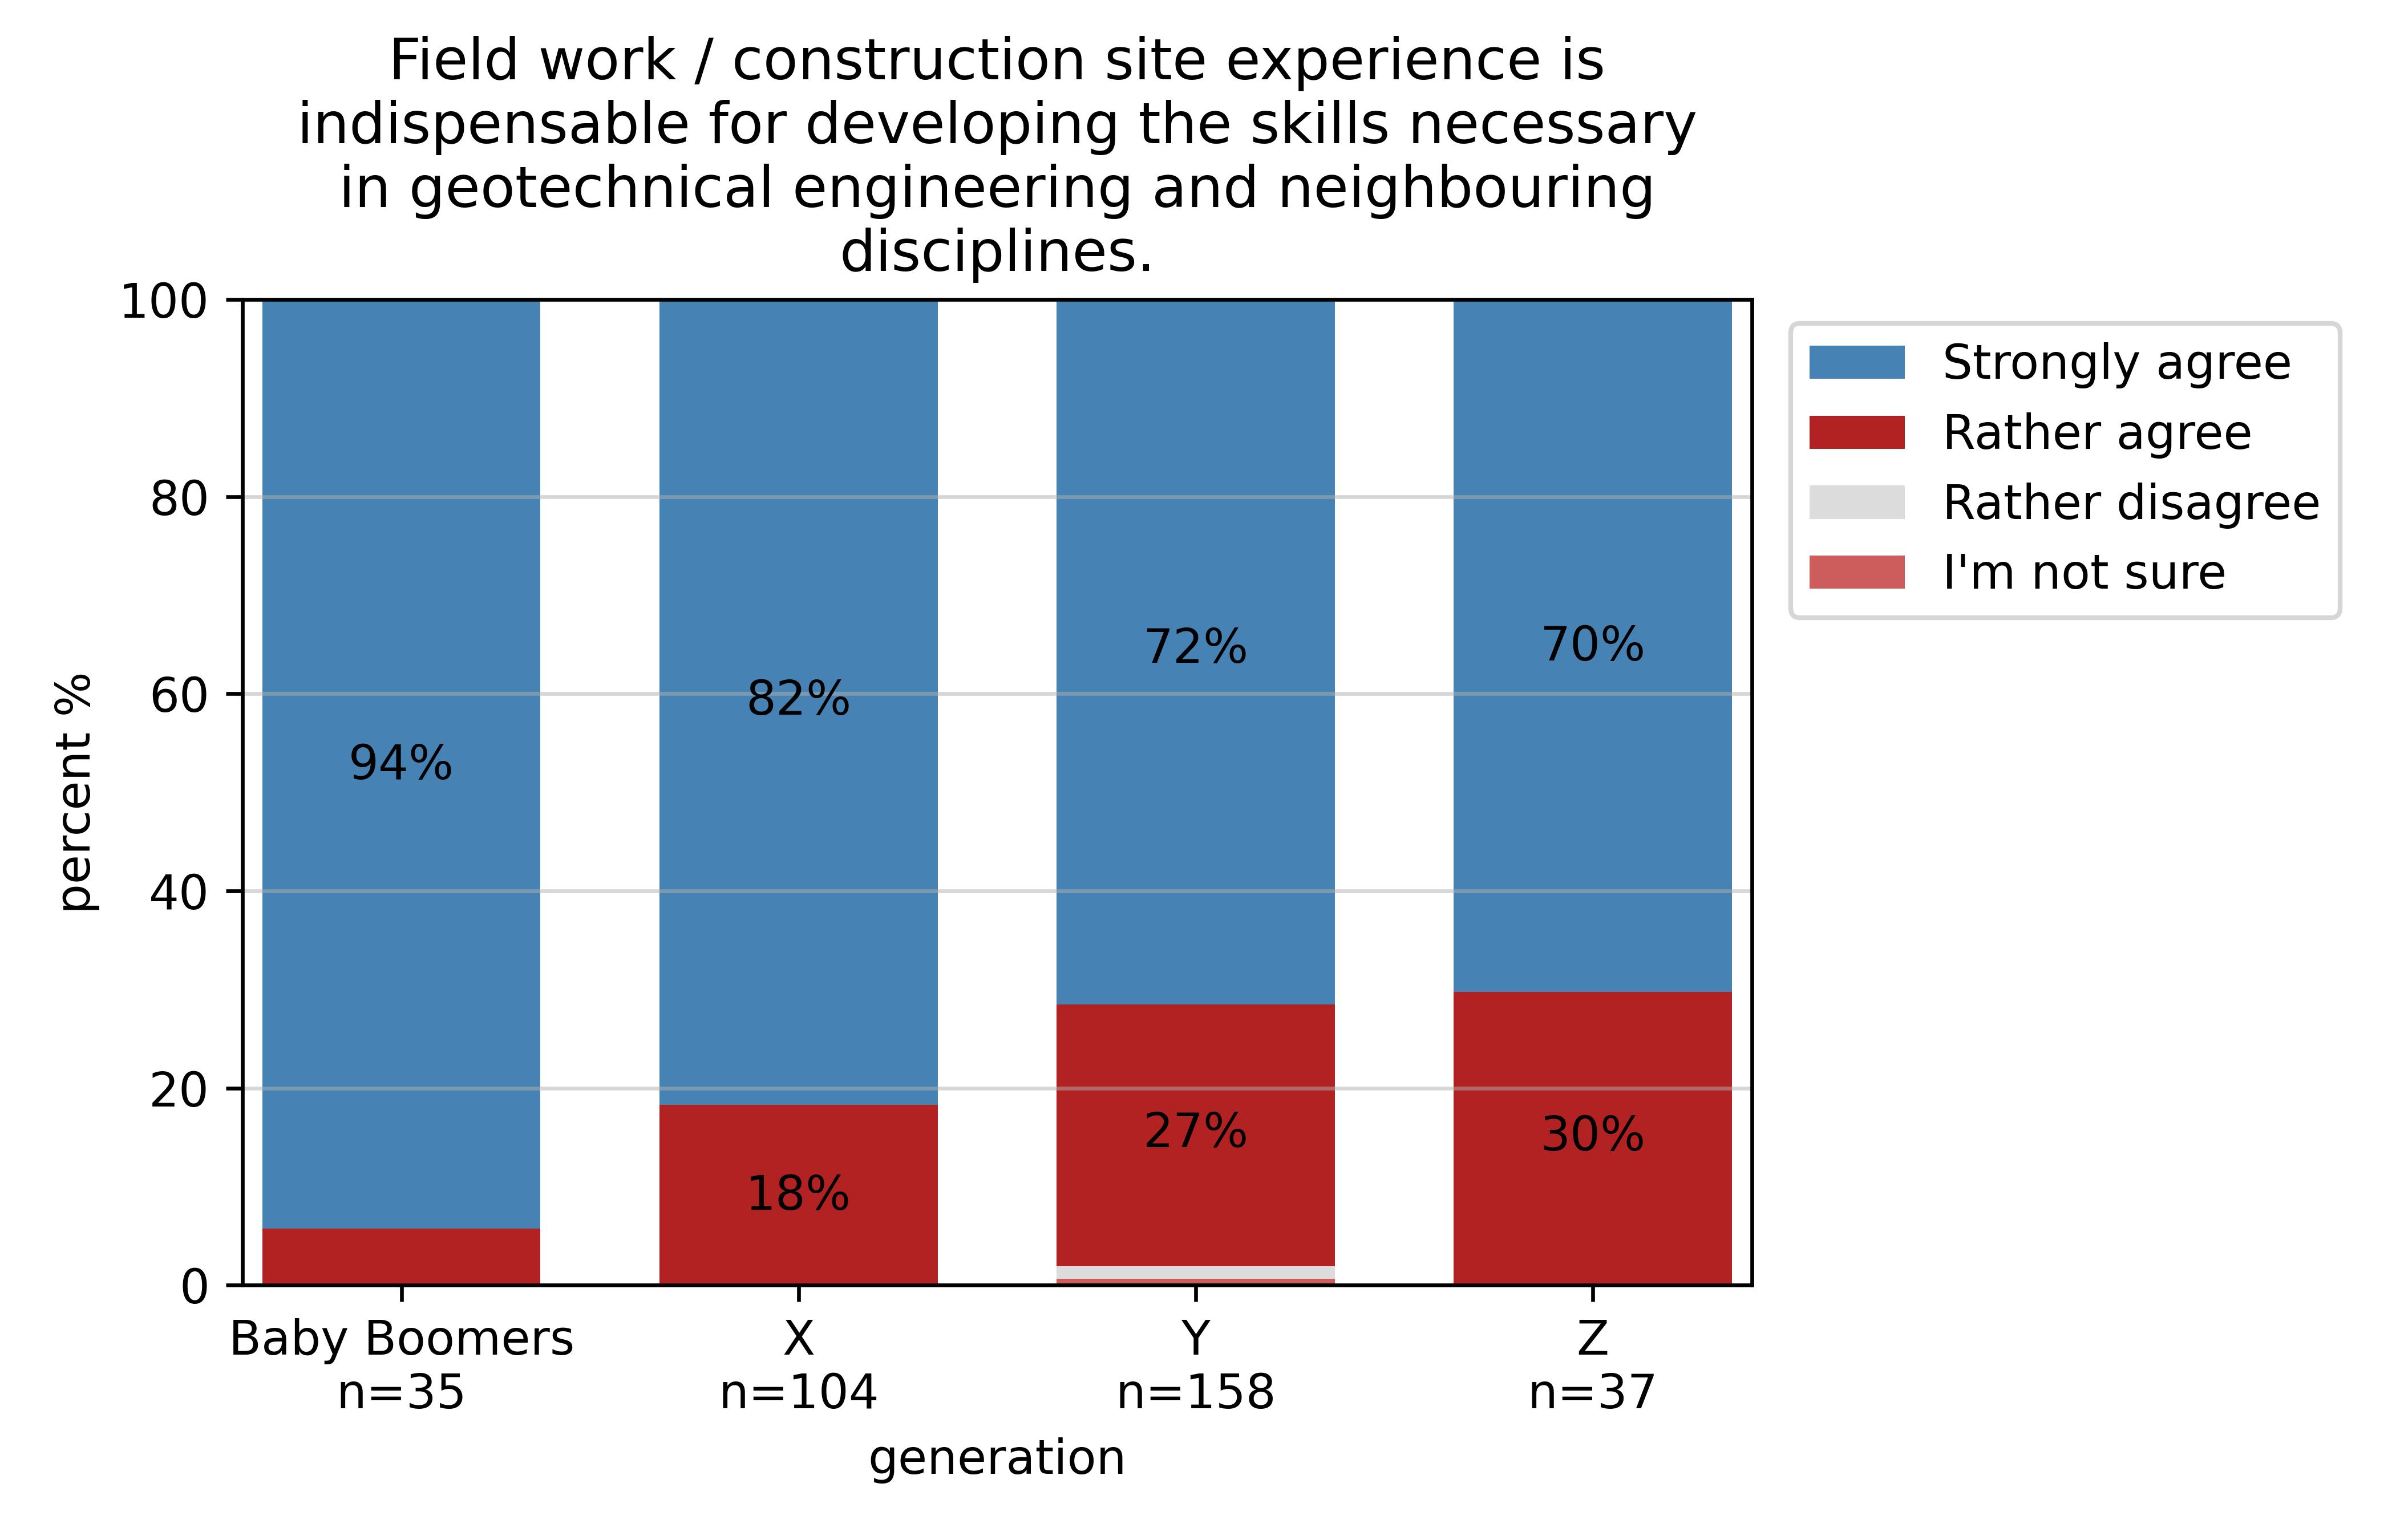 Field work / construction site experience is
indispensable for developing the skills necessary
in geotechnical engineering and neighbouring
disciplines.
100
80
60
40
20
0
percent %
94%
82%
18%
72%
27%
70%
30%
Baby Boomers
n=35
X
n=104
Y
n=158
Z
n=37
generation
Strongly agree
Rather agree
Rather disagree
I'm not sure